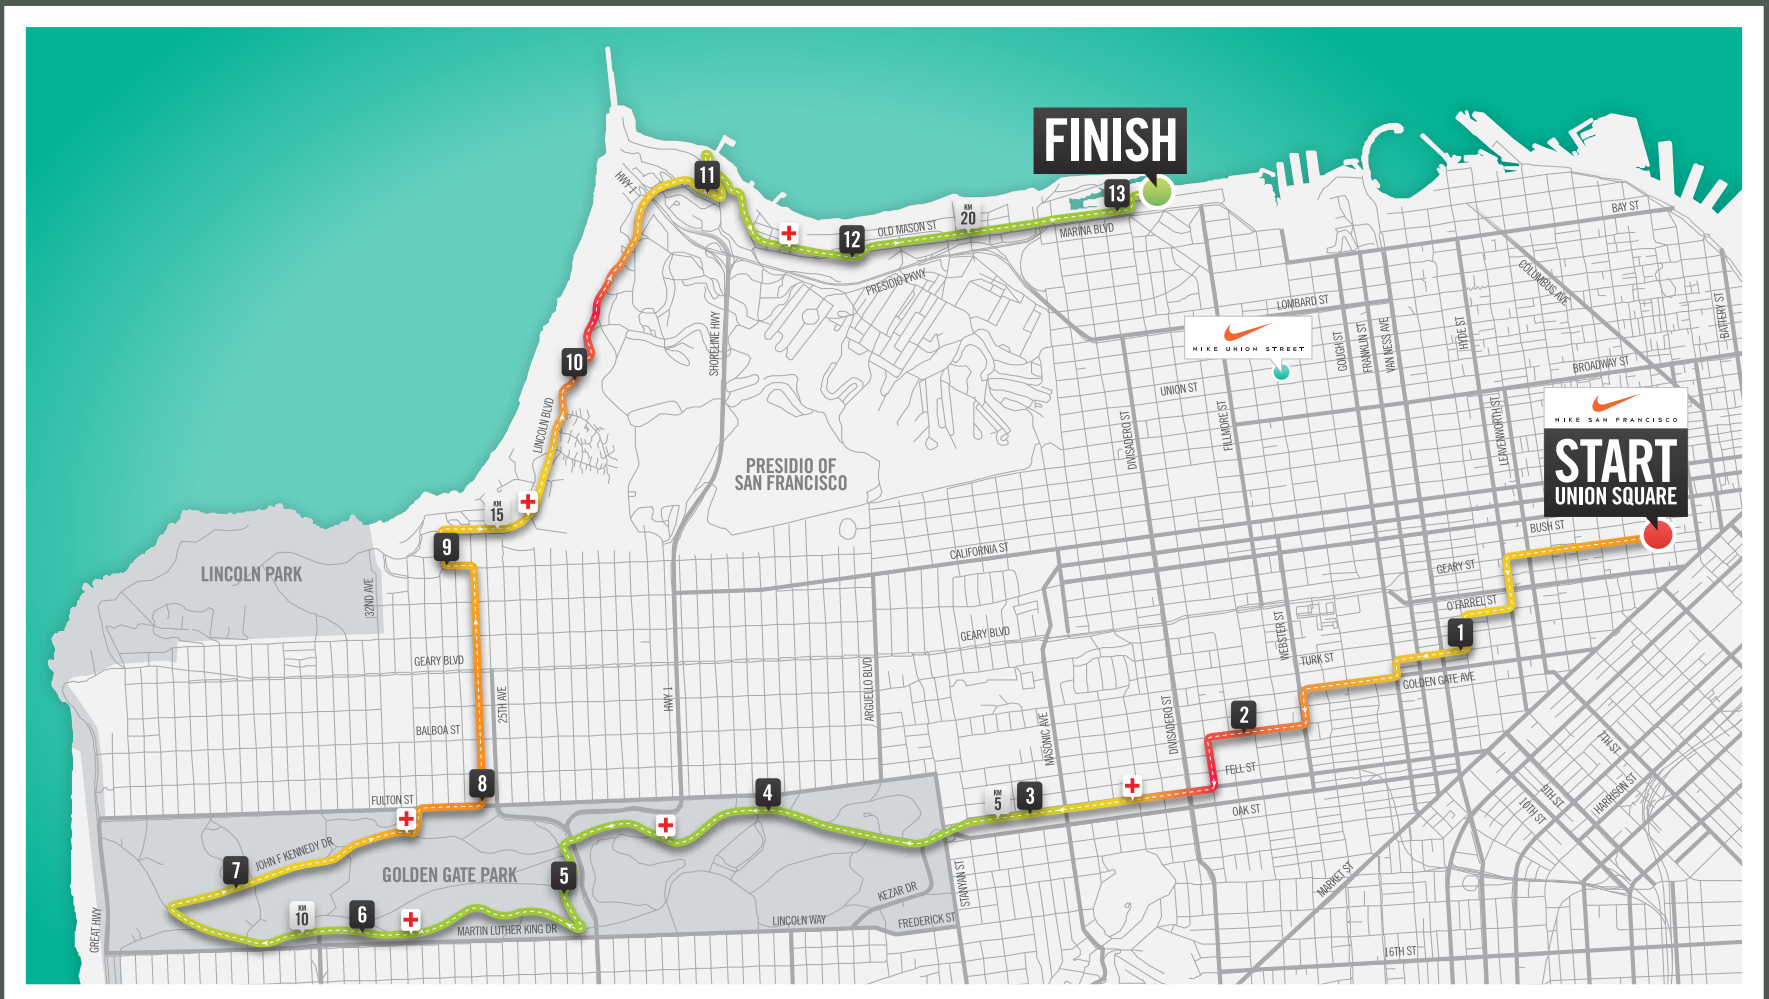 FINISH
HWY 1
11
13
KM
20
12
OLD MASON ST
MARINA BLVD
BAY ST
PRESIDIO PKWY
COLUMBUS AVE
LOMBARD ST
BATTERY ST
SHORELINE HWY
NIKE UNION STREET
GOUGH ST
FRANKLIN ST
VAN NESS AVE
HYDE ST
10
BROADWAY ST
UNION ST
NIKE SAN FRANCISCO
LINCOLN BLVD
DIVISADERO ST
FILLMORE ST
LEAVENWORTH ST
START
UNION SQUARE
PRESIDIO OF
SAN FRANCISCO
KM
15
BUSH ST
9
CALIFORNIA ST
LINCOLN PARK
GEARY ST
32ND AVE
O'FARREL ST
1
GEARY BLVD
WEBSTER ST
GEARY BLVD
TURK ST
ARGUELLO BLVD
GOLDEN GATE AVE
25TH AVE
HWY 1
2
BALBOA ST
MASONIC AVE
DIVISADERO ST
7TH ST
FELL ST
8
4
FULTON ST
KM
5
3
OAK ST
9TH ST
HARRISON ST
10TH ST
JOHN F KENNEDY DR
7
GOLDEN GATE PARK
5
MARKET ST
KEZAR DR
STANYAN ST
KM
10
6
MARTIN LUTHER KING DR
LINCOLN WAY
FREDERICK ST
GREAT HWY
16TH ST